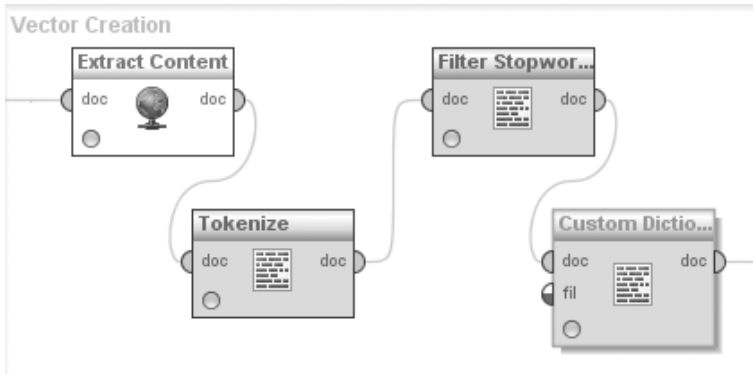 Vector Creation
Extract Content
doc doc
Filter Stopwor...
doc doc
Tokenize
doc doc
Custom Dictio...
doc doc
fil